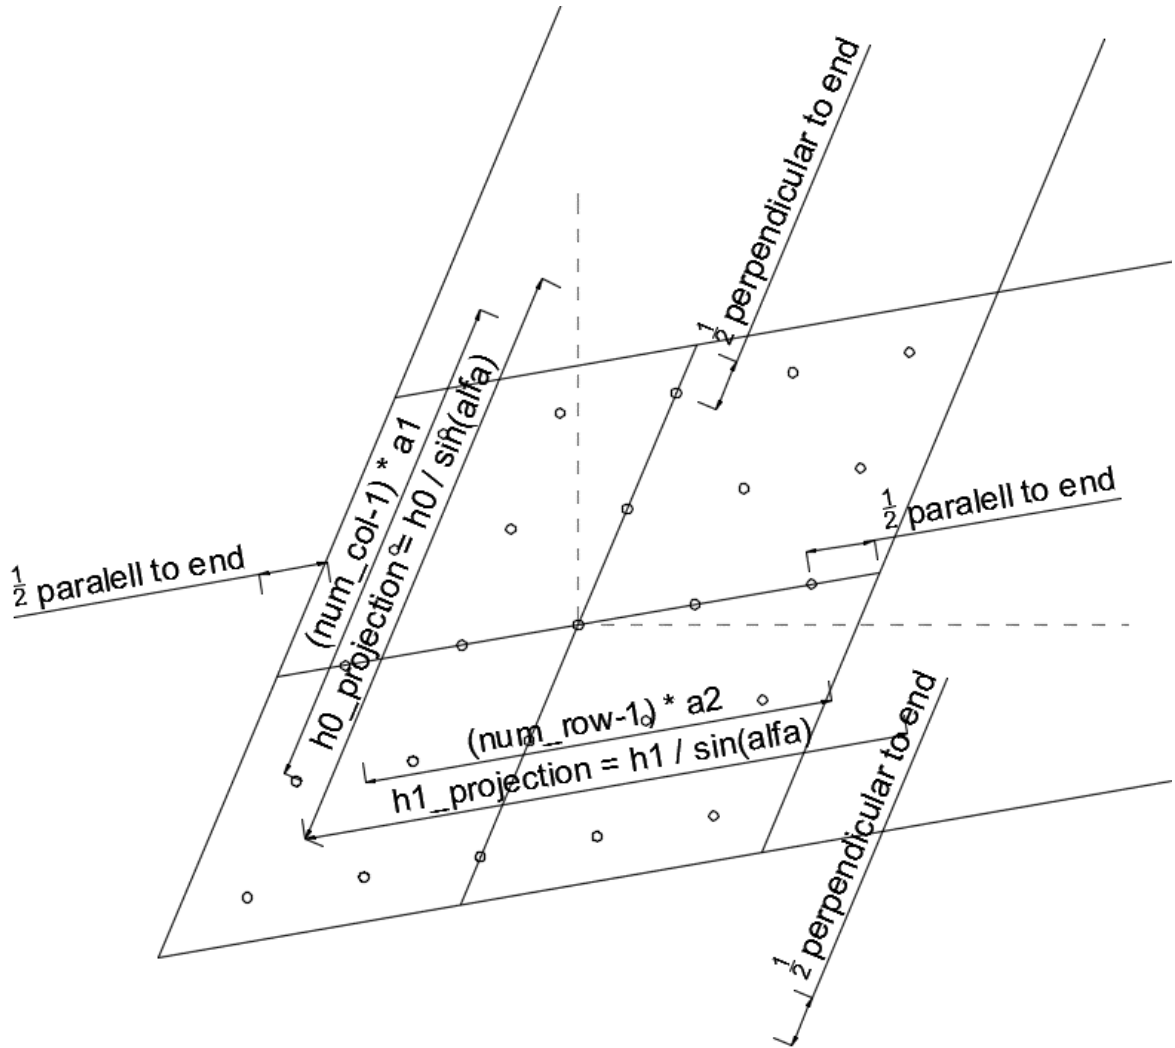 ½ perpendicular to end
½ paralell to end
½ paralell to end
(num_col-1) * a1
h0_projection = h0 / sin(alfa)
(num_row-1) * a2
h1_projection = h1 / sin(alfa)
½ perpendicular to end